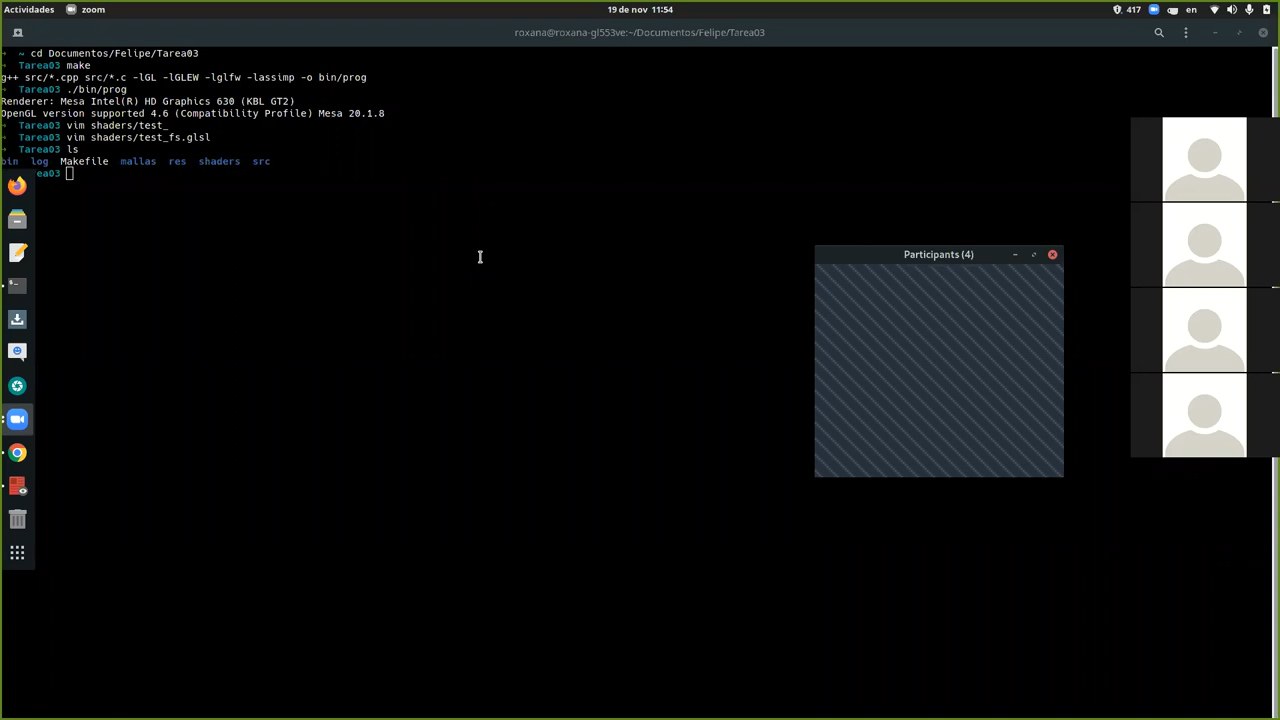 Actividades zoom 19 de nov 11:54 417 en
roxana@roxana-gl553ve:~/Documentos/Felipe/Tarea03
~ cd Documentos/Felipe/Tarea03
Tarea03 make
g++ src/*.cpp src/*.c -lGL -lGLEW -lglfw -lassimp -o bin/prog
Tarea03 ./bin/prog
Renderer: Mesa Intel(R) HD Graphics 630 (KBL GT2)
OpenGL version supported 4.6 (Compatibility Profile) Mesa 20.1.8
Tarea03 vim shaders/test_
Tarea03 vim shaders/test_fs.glsl
Tarea03 ls
bin log Makefile mallas res shaders src
ea03
Participants (4)